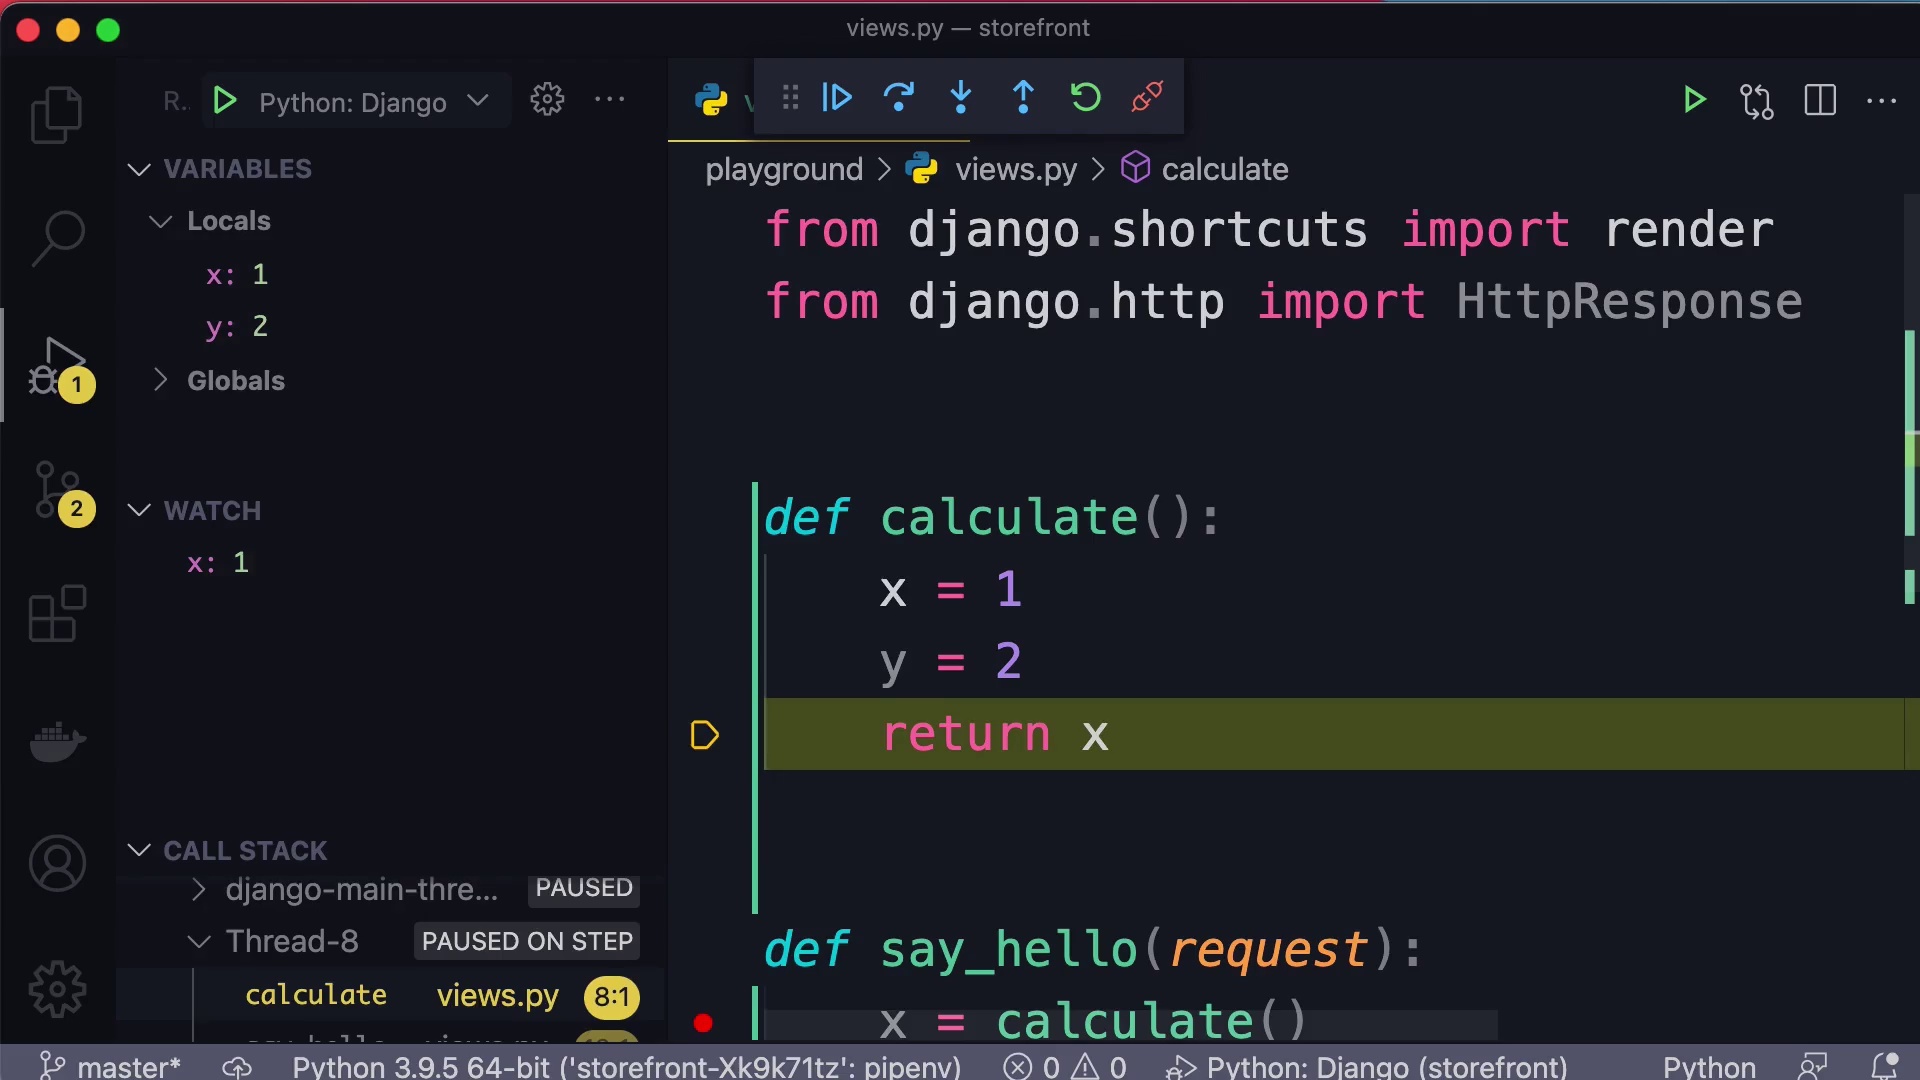 views.py — storefront
R..
Python: Django
VARIABLES
Locals
x: 1
y: 2
Globals
1
2
WATCH
x: 1
CALL STACK
django-main-thre... PAUSED
Thread-8 PAUSED ON STEP
calculate views.py 8:1
playground > views.py > calculate
from django.shortcuts import render
from django.http import HttpResponse
def calculate():
x = 1
y = 2
return x
def say_hello(request):
x = calculate()
master* Python 3.9.5 64-bit ('storefront-Xk9k71tz': pipenv) 0 0 Python: Django (storefront) Python